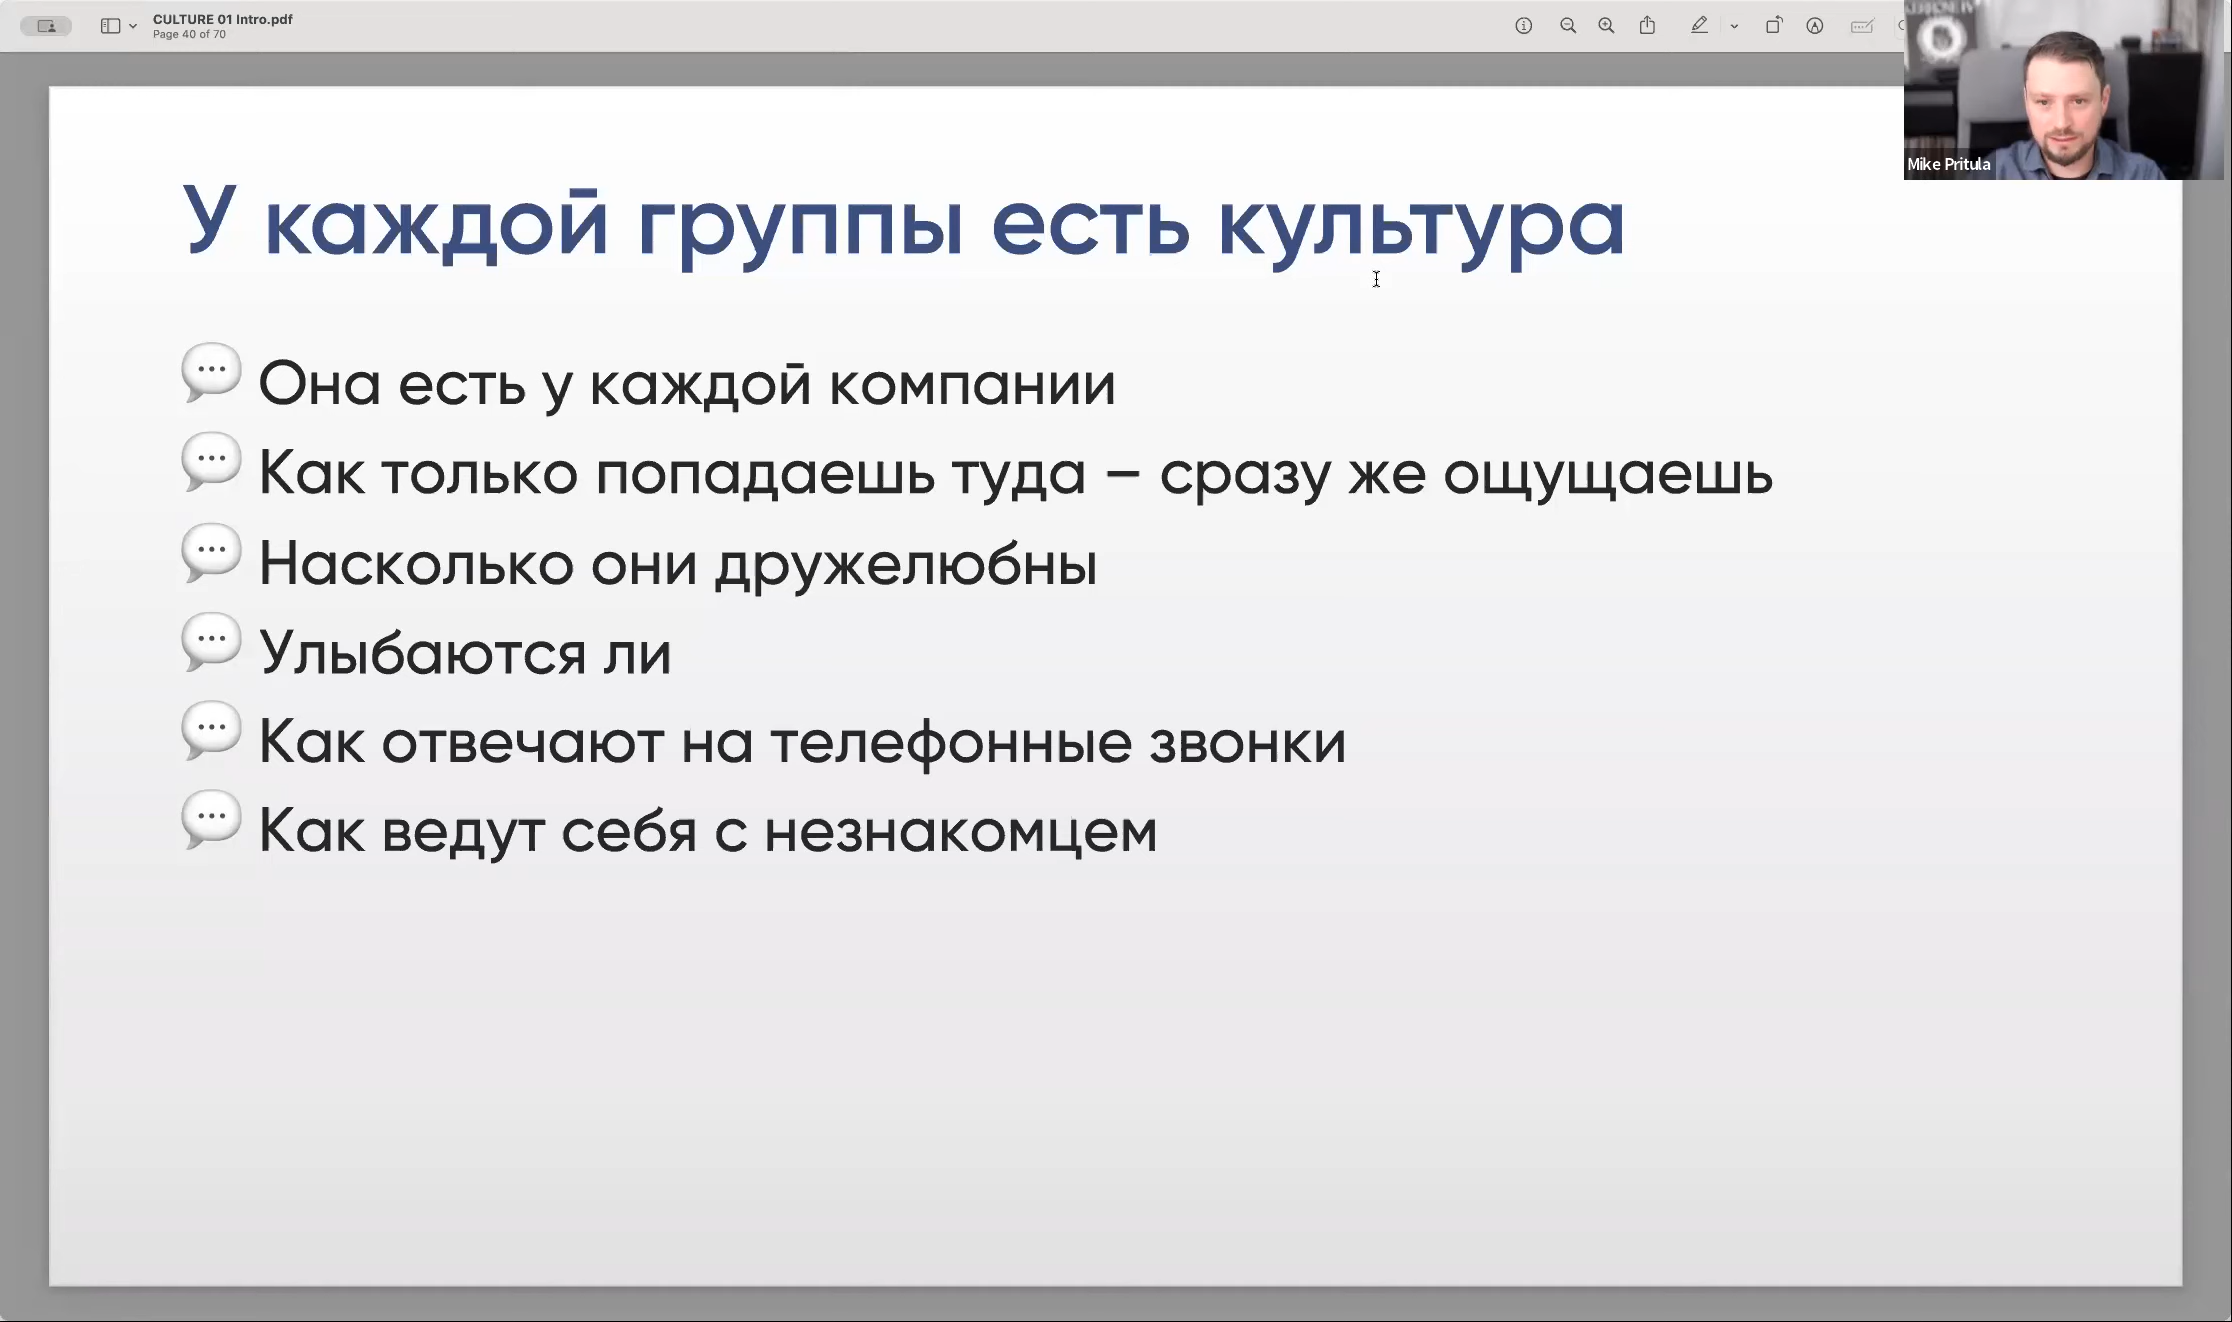 CULTURE 01 Intro.pdf
Page 40 of 70
Mike Pritula
У каждой группы есть культура
Она есть у каждой компании
Как только попадаешь туда – сразу же ощущаешь
Насколько они дружелюбны
Улыбаются ли
Как отвечают на телефонные звонки
Как ведут себя с незнакомцем